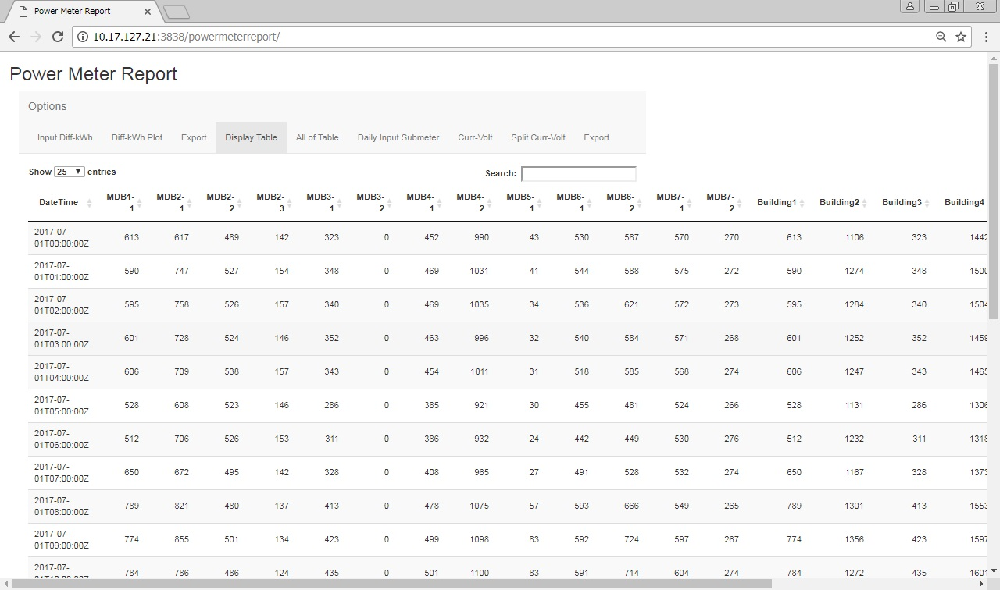 Power Meter Report
10.17.127.21:3838/powermeterreport/
Power Meter Report
Options
Input Diff-kWh Diff-kWh Plot Export Display Table All of Table Daily Input Submeter Curr-Volt Split Curr-Volt Export
Show 25 entries Search:
DateTime MDB1-1 MDB2-1 MDB2-2 MDB2-3 MDB3-1 MDB3-2 MDB4-1 MDB4-2 MDB5-1 MDB6-1 MDB6-2 MDB7-1 MDB7-2 Building1 Building2 Building3 Building4
2017-07-01T00:00:00Z 613 617 489 142 323 0 452 990 43 530 587 570 270 613 1106 323 1442
2017-07-01T01:00:00Z 590 747 527 154 348 0 469 1031 41 544 588 575 272 590 1274 348 1500
2017-07-01T02:00:00Z 595 758 526 157 340 0 469 1035 34 536 621 572 273 595 1284 340 1504
2017-07-01T03:00:00Z 601 728 524 146 352 0 463 996 32 540 584 571 268 601 1252 352 1459
2017-07-01T04:00:00Z 606 709 538 137 343 0 454 1011 31 518 585 568 274 606 1247 343 1465
2017-07-01T05:00:00Z 528 608 523 146 286 0 385 921 30 455 481 524 266 528 1131 286 1306
2017-07-01T06:00:00Z 512 706 526 153 311 0 386 932 24 442 449 530 276 512 1232 311 1318
2017-07-01T07:00:00Z 650 672 495 142 328 0 408 965 27 491 528 532 274 650 1167 328 1373
2017-07-01T08:00:00Z 789 821 480 137 413 0 478 1075 57 593 666 549 265 789 1301 413 1553
2017-07-01T09:00:00Z 774 855 501 134 423 0 499 1098 83 592 724 597 267 774 1356 423 1597
2017-07- 784 786 486 124 435 0 501 1100 83 591 714 604 274 784 1272 435 1601